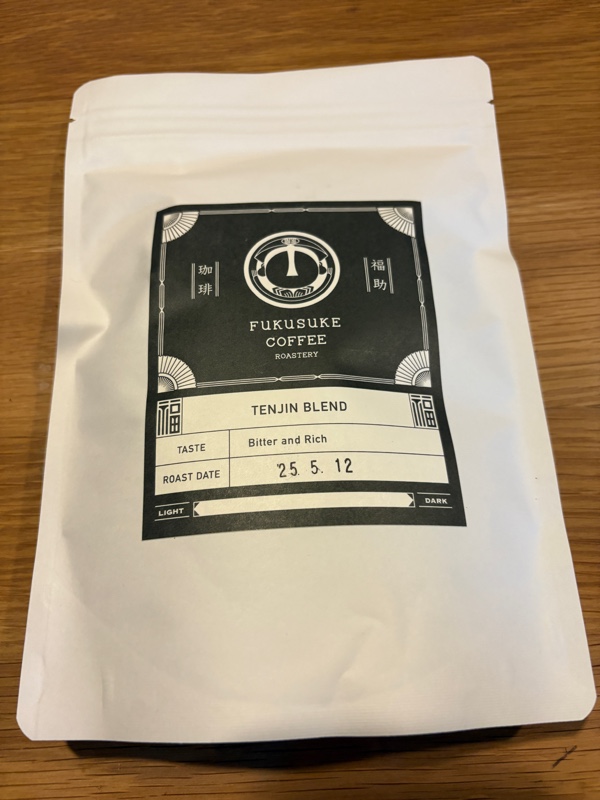 珈琲
福助
FUKUSUKE
COFFEE
ROASTERY
福
TENJIN BLEND
福
TASTE
Bitter and Rich
ROAST DATE
'25. 5. 12
LIGHT
DARK